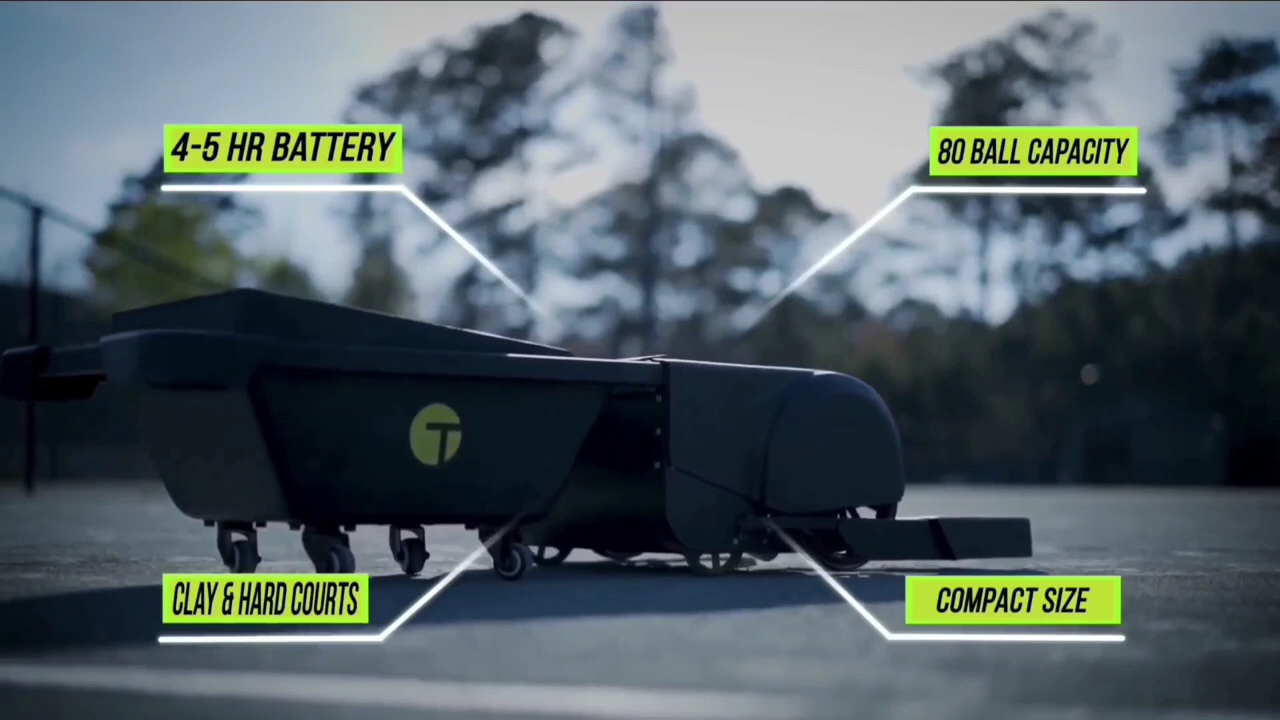 4-5 HR BATTERY
80 BALL CAPACITY
T
CLAY & HARD COURTS
COMPACT SIZE